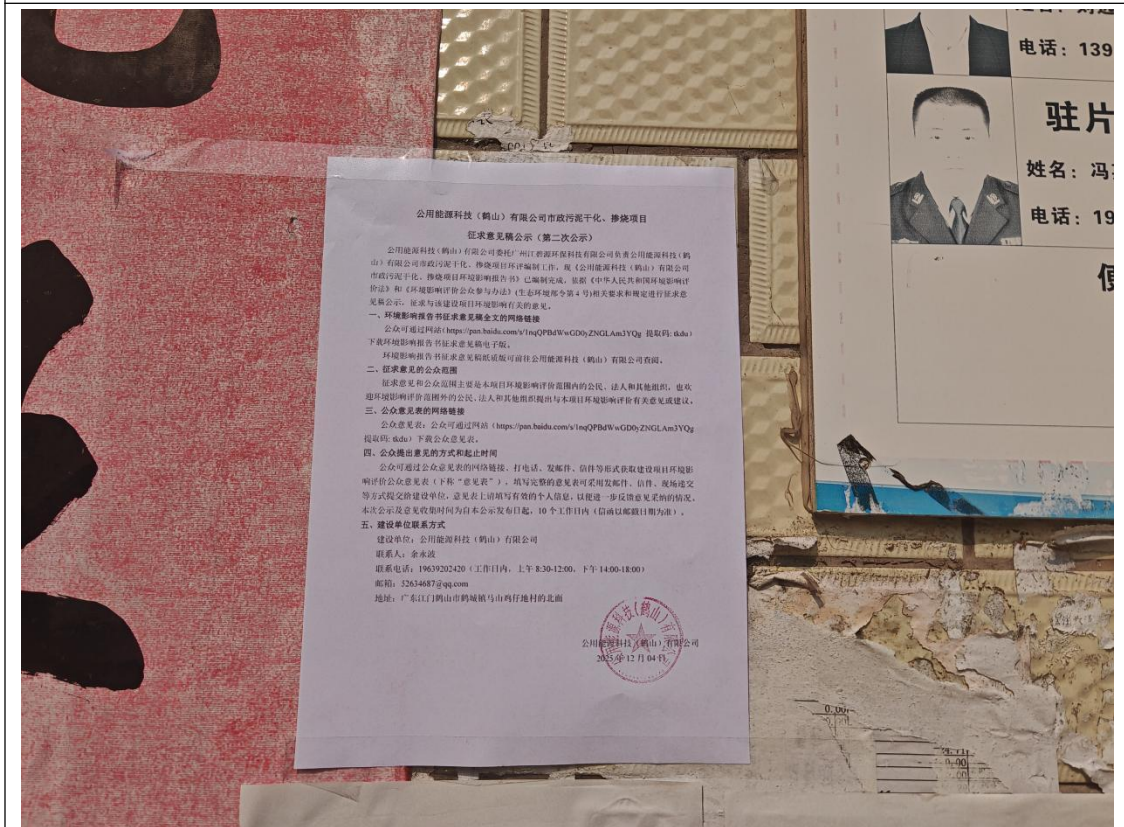 公用能源科技（鹤山）有限公司市政污泥干化、掺烧项目
征求意见稿公示（第二次公示）
公用能源科技（鹤山）有限公司委托广州江碧源环保科技有限公司负责公用能源科技（鹤
山）有限公司市政污泥干化、掺烧项目环评编制工作，现《公用能源科技（鹤山）有限公司
市政污泥干化、掺烧项目环境影响报告书》已编制完成，依据《中华人民共和国环境影响评
价法》和《环境影响评价公众参与办法》(生态环境部令第 4 号)相关要求和规定进行征求意
见稿公示，征求与该建设项目环境影响有关的意见。
一、环境影响报告书征求意见稿全文的网络链接
公众可通过网站（https://pan.baidu.com/s/1nqQPBdWwGD0yZNGLAm3YQg 提取码: tkdu）
下载环境影响报告书征求意见稿电子版。
环境影响报告书征求意见稿纸质版可前往公用能源科技（鹤山）有限公司查阅。
二、征求意见的公众范围
征求意见和公众范围主要是本项目环境影响评价范围内的公民、法人和其他组织，也欢
迎环境影响评价范围外的公民、法人和其他组织提出与本项目环境影响评价有关意见或建议。
三、公众意见表的网络链接
公众意见表：公众可通过网站（https://pan.baidu.com/s/1nqQPBdWwGD0yZNGLAm3YQg
提取码: tkdu）下载公众意见表。
四、公众提出意见的方式和起止时间
公众可通过公众意见表的网络链接、打电话、发邮件、信件等形式获取建设项目环境影
响评价公众意见表（下称“意见表”），填写完整的意见表可采用发邮件、信件、现场递交
等方式提交给建设单位，意见表上请填写有效的个人信息，以便进一步反馈意见采纳的情况。
本次公示及意见收集时间为自本公示发布日起，10 个工作日内（信函以邮戳日期为准）。
五、建设单位联系方式
建设单位：公用能源科技（鹤山）有限公司
联系人：余永波
联系电话：19639202420（工作日内，上午 8:30-12:00，下午 14:00-18:00）
邮箱：52634687@qq.com
地址：广东江门鹤山市鹤城镇马山鸡仔地村的北面
公用能源科技（鹤山）有限公司
2025 年 12 月 04 日
电话：139
驻片
姓名：冯
电话：19
便
0.00